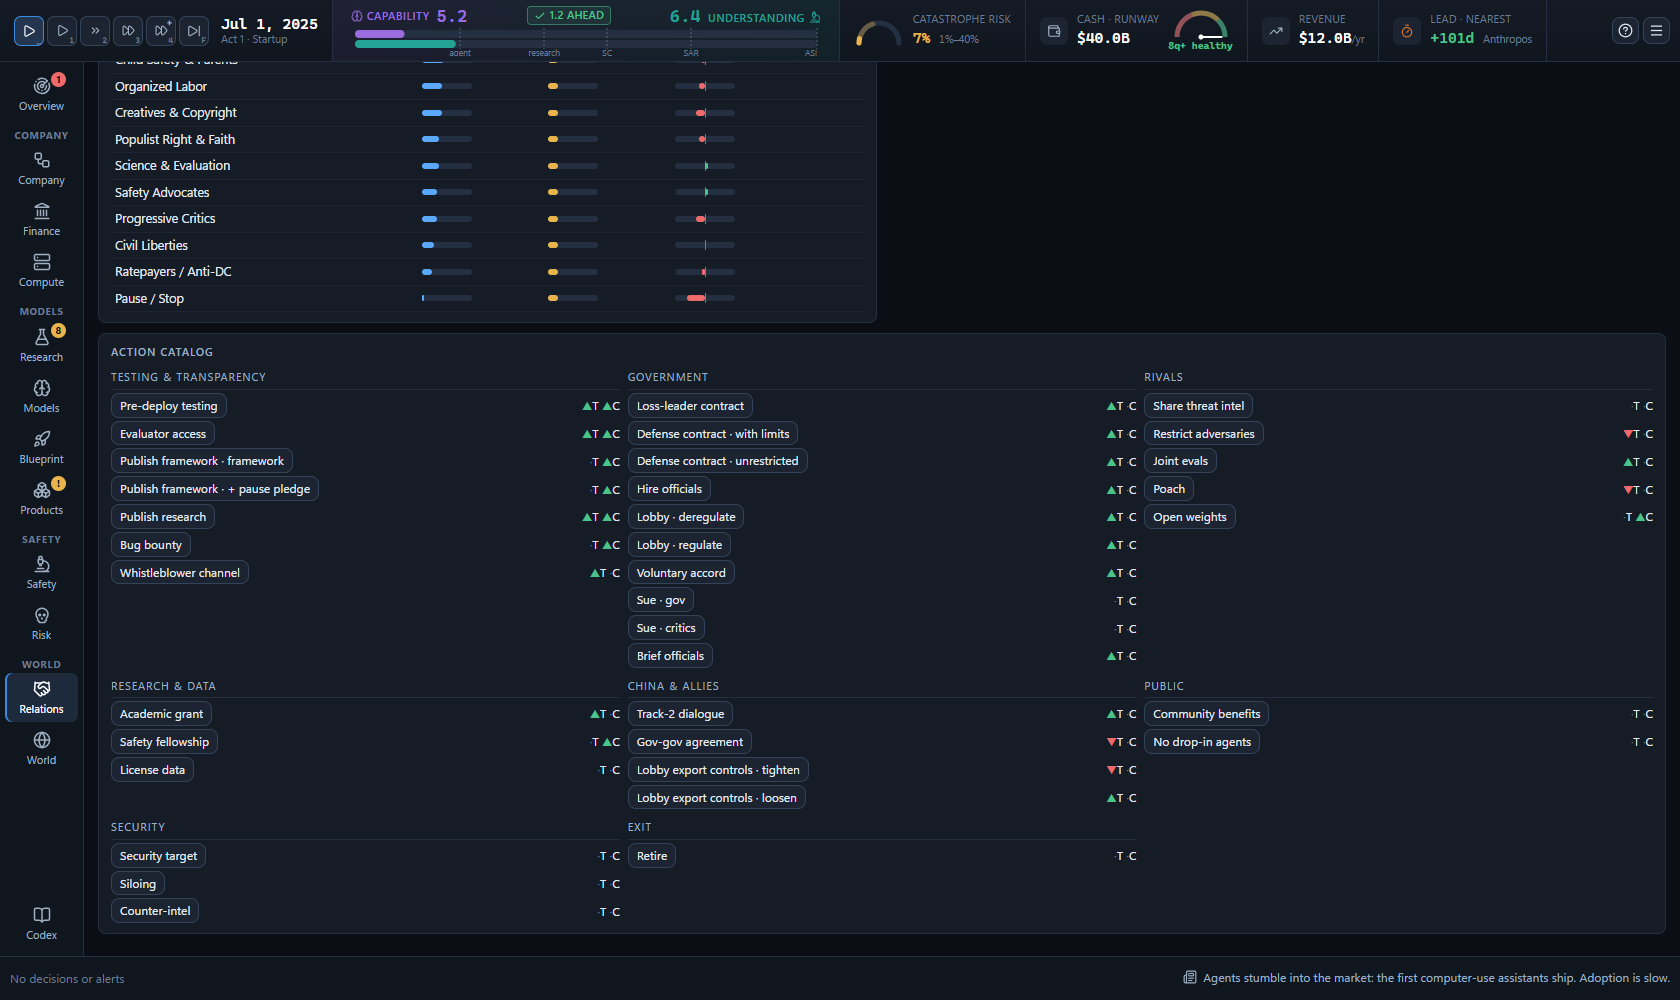 Jul 1, 2025
Act 1 · Startup
1
2
3
4
F
CAPABILITY 5.2
1.2 AHEAD
6.4 UNDERSTANDING
agent
research
SC
SAR
ASI
CATASTROPHE RISK
7% 1%–40%
CASH · RUNWAY
$40.0B
8q+ healthy
REVENUE
$12.0B/yr
LEAD · NEAREST
+101d Anthropos
1
Overview
COMPANY
Company
Finance
Compute
MODELS
8
Research
Models
Blueprint
!
Products
SAFETY
Safety
Risk
WORLD
Relations
World
Codex
Child Safety & Parents
Organized Labor
Creatives & Copyright
Populist Right & Faith
Science & Evaluation
Safety Advocates
Progressive Critics
Civil Liberties
Ratepayers / Anti-DC
Pause / Stop
ACTION CATALOG
TESTING & TRANSPARENCY
Pre-deploy testing ▲T ▲C
Evaluator access ▲T ▲C
Publish framework · framework ·T ▲C
Publish framework · + pause pledge ·T ▲C
Publish research ▲T ▲C
Bug bounty ·T ▲C
Whistleblower channel ▲T ·C
GOVERNMENT
Loss-leader contract ▲T ·C
Defense contract · with limits ▲T ·C
Defense contract · unrestricted ▲T ·C
Hire officials ▲T ·C
Lobby · deregulate ▲T ·C
Lobby · regulate ▲T ·C
Voluntary accord ▲T ·C
Sue · gov ·T ·C
Sue · critics ·T ·C
Brief officials ▲T ·C
RIVALS
Share threat intel ·T ·C
Restrict adversaries ▼T ·C
Joint evals ▲T ·C
Poach ▼T ·C
Open weights ·T ▲C
RESEARCH & DATA
Academic grant ▲T ·C
Safety fellowship ·T ▲C
License data ·T ·C
CHINA & ALLIES
Track-2 dialogue ▲T ·C
Gov-gov agreement ▼T ·C
Lobby export controls · tighten ▼T ·C
Lobby export controls · loosen ▲T ·C
PUBLIC
Community benefits ·T ·C
No drop-in agents ·T ·C
SECURITY
Security target ·T ·C
Siloing ·T ·C
Counter-intel ·T ·C
EXIT
Retire ·T ·C
No decisions or alerts
Agents stumble into the market: the first computer-use assistants ship. Adoption is slow.